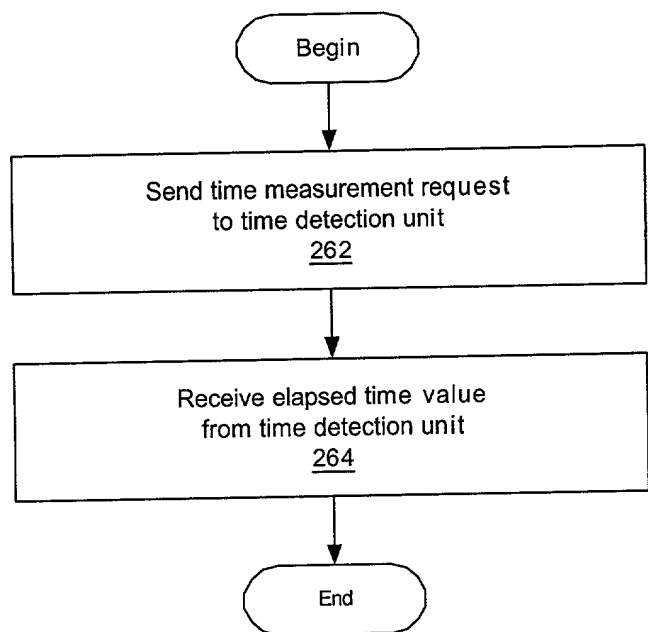 Begin
Send time measurement request
to time detection unit
262
Receive elapsed time value
from time detection unit
264
End